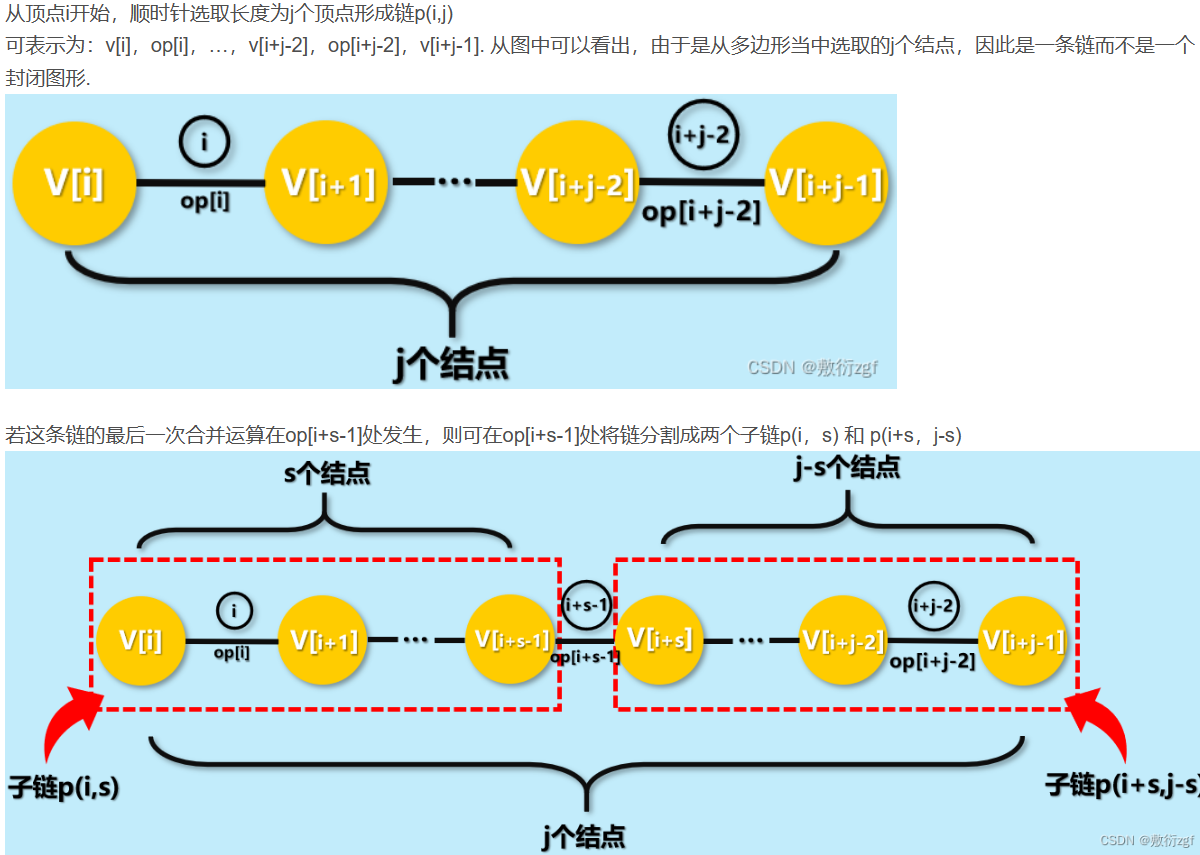 从顶点i开始，顺时针选取长度为j个顶点形成链p(i,j)
可表示为：v[i]，op[i]，…，v[i+j-2]，op[i+j-2]，v[i+j-1]. 从图中可以看出，由于是从多边形当中选取的j个结点，因此是一条链而不是一个
封闭图形.
i
i+j-2
V[i]
V[i+1]
...
V[i+j-2]
V[i+j-1]
op[i]
op[i+j-2]
j个结点
CSDN @敷衍zgf
若这条链的最后一次合并运算在op[i+s-1]处发生，则可在op[i+s-1]处将链分割成两个子链p(i，s) 和 p(i+s，j-s)
s个结点
j-s个结点
i
i+s-1
i+j-2
V[i]
V[i+1]
...
V[i+s-1]
V[i+s]
...
V[i+j-2]
V[i+j-1]
op[i]
op[i+s-1]
op[i+j-2]
子链p(i,s)
子链p(i+s,j-s)
j个结点
CSDN @敷衍zgf